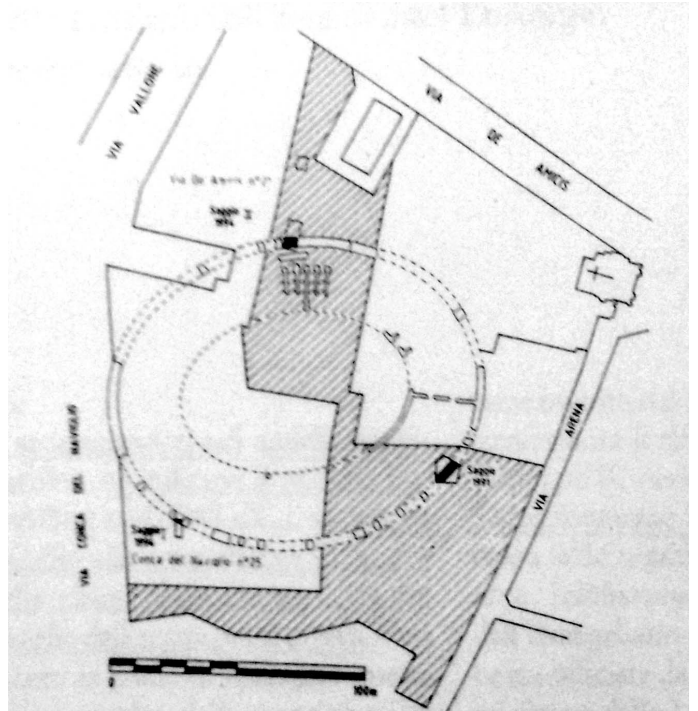 VIA VALLONE
VIA DE AMICIS
Via De Amicis n°
Saggio II
1994
VIA ARENA
VIA CONCA DEL NAVIGLIO
Saggio
1991
Saggio I
1994
Conca del Naviglio n°25
0
100m